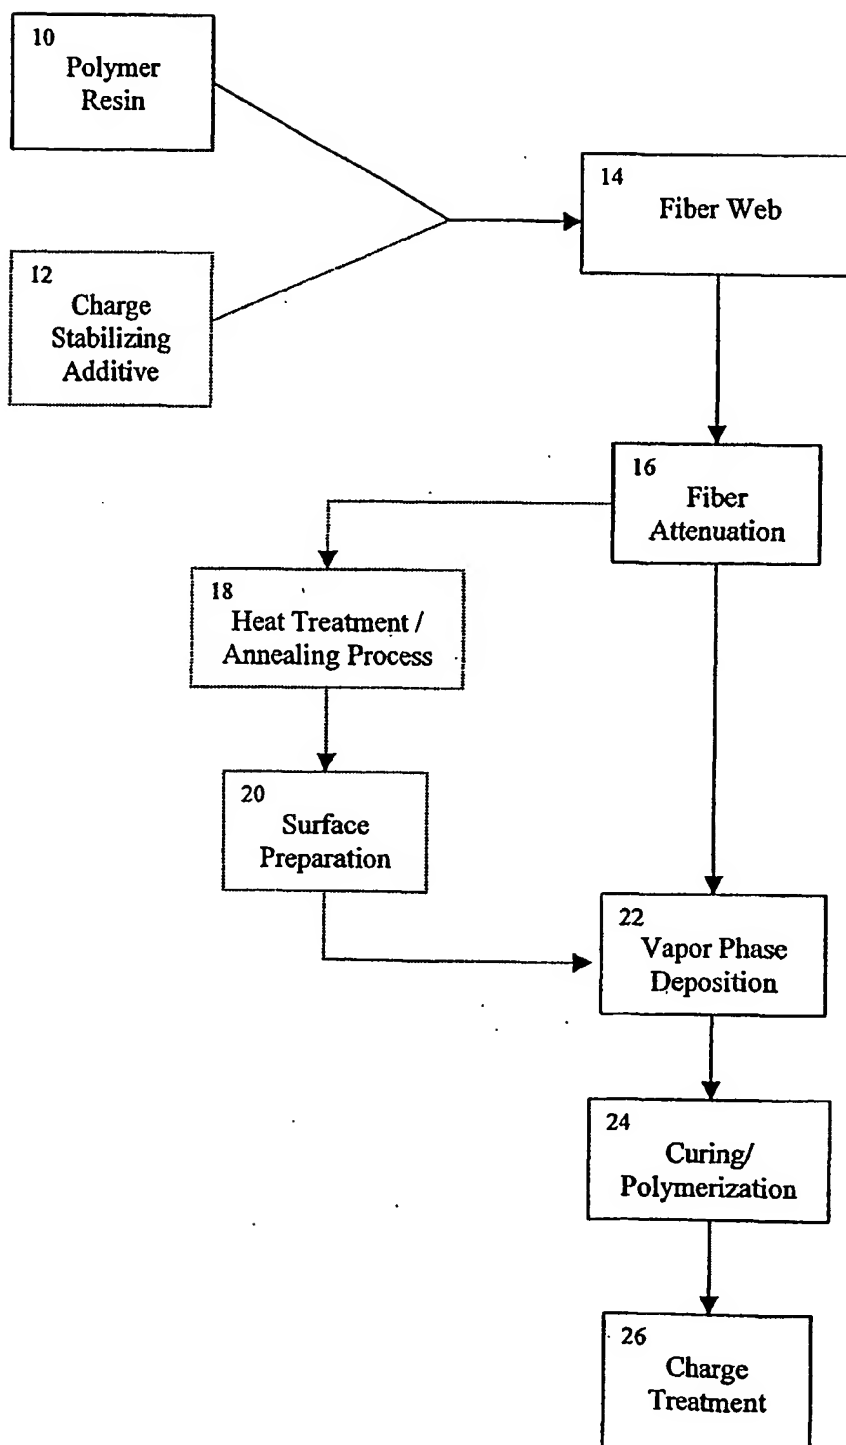 10
Polymer
Resin
14
Fiber Web
12
Charge
Stabilizing
Additive
16
Fiber
Attenuation
18
Heat Treatment /
Annealing Process
20
Surface
Preparation
22
Vapor Phase
Deposition
24
Curing/
Polymerization
26
Charge
Treatment